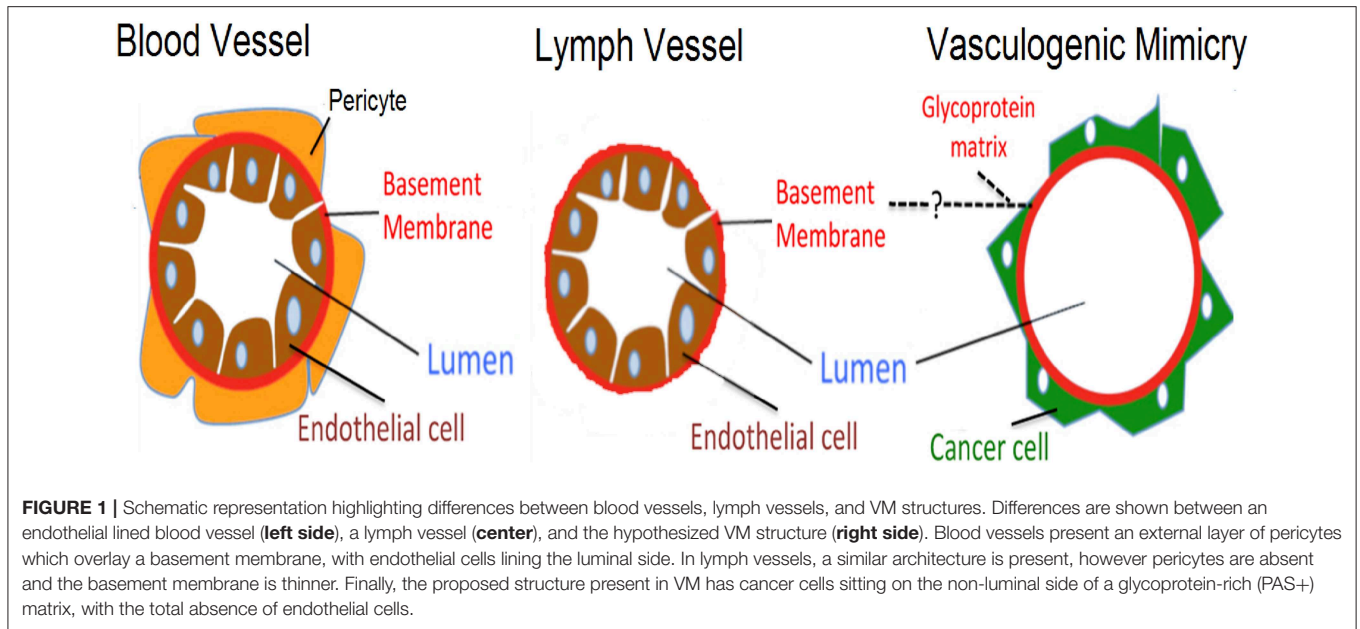 Blood Vessel
Lymph Vessel
Vasculogenic Mimicry
Pericyte
Basement
Membrane
Lumen
Endothelial cell
Basement
Membrane
Endothelial cell
Glycoprotein
matrix
?
Lumen
Cancer cell
FIGURE 1 | Schematic representation highlighting differences between blood vessels, lymph vessels, and VM structures. Differences are shown between an
endothelial lined blood vessel (left side), a lymph vessel (center), and the hypothesized VM structure (right side). Blood vessels present an external layer of pericytes
which overlay a basement membrane, with endothelial cells lining the luminal side. In lymph vessels, a similar architecture is present, however pericytes are absent
and the basement membrane is thinner. Finally, the proposed structure present in VM has cancer cells sitting on the non-luminal side of a glycoprotein-rich (PAS+)
matrix, with the total absence of endothelial cells.